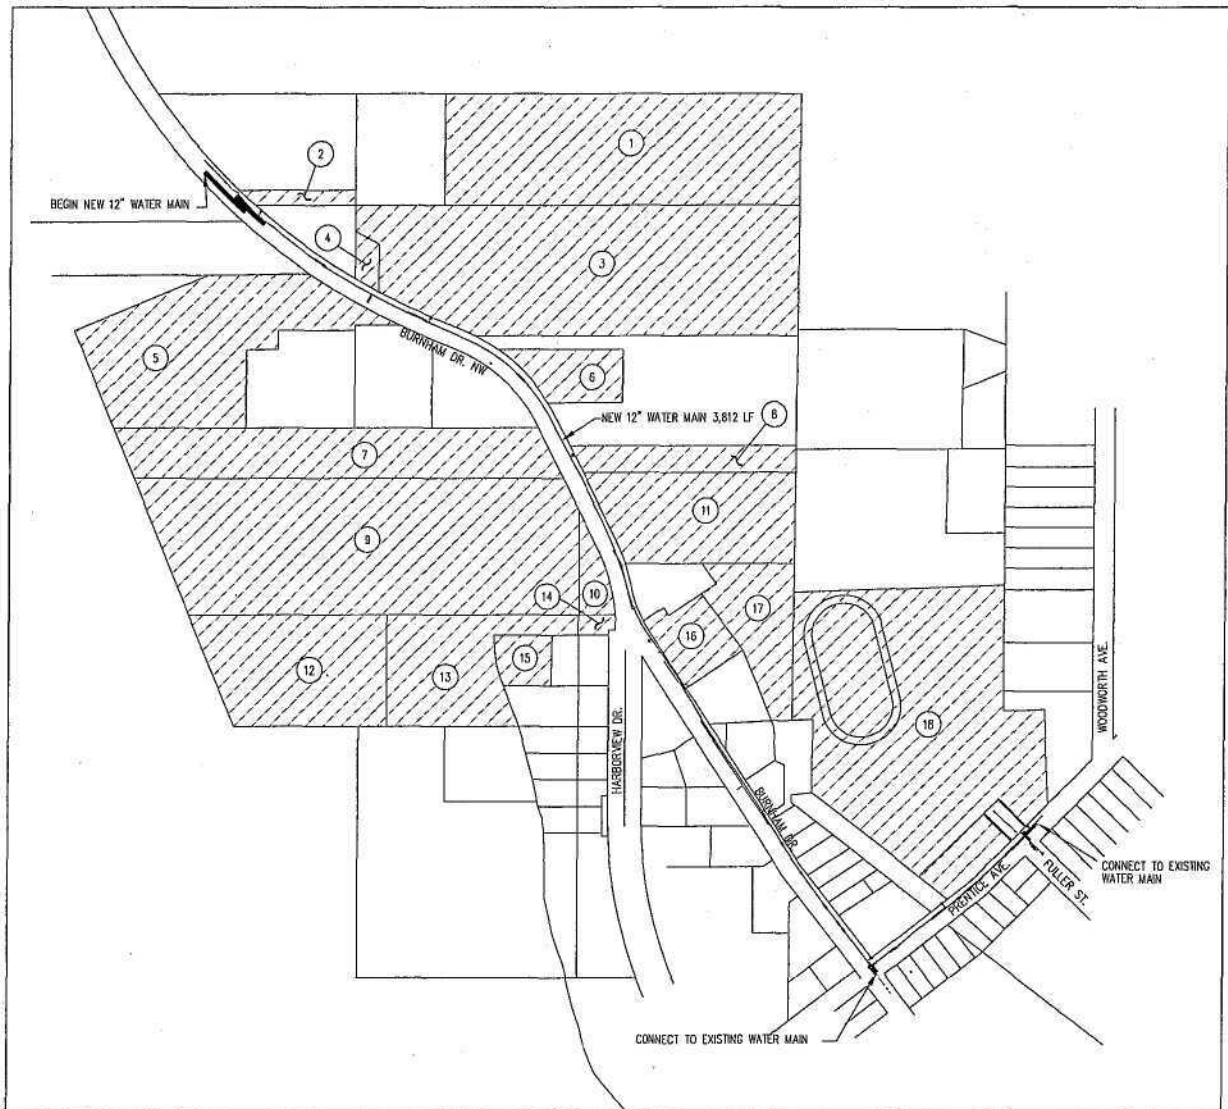 1
2
BEGIN NEW 12" WATER MAIN
4
3
BURNHAM DR. NW
5
6
NEW 12" WATER MAIN 3,812 LF
8
7
11
9
10
14
17
16
15
12
13
18
WOODWORTH AVE.
HARBORVIEW DR.
BURNHAM DR.
CONNECT TO EXISTING
WATER MAIN
FULLER ST.
PRENTICE AVE.
CONNECT TO EXISTING WATER MAIN